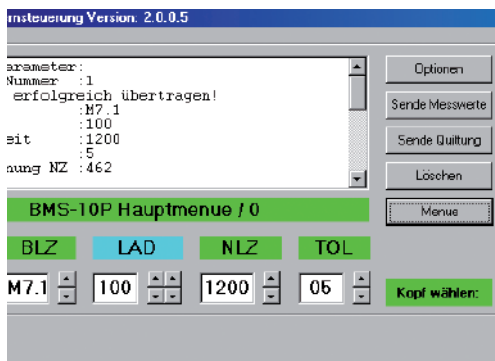 rnsteuerung Version: 2.0.0.5
arameter:
Nummer :1
erfolgreich übertragen!
:M7.1
:100
eit :1200
:5
nung NZ :462
Optionen
Sende Messwerte
Sende Quittung
Löschen
Menue
BMS-10P Hauptmenue / 0
BLZ LAD NLZ TOL
M7.1 100 1200 05
Kopf wählen: